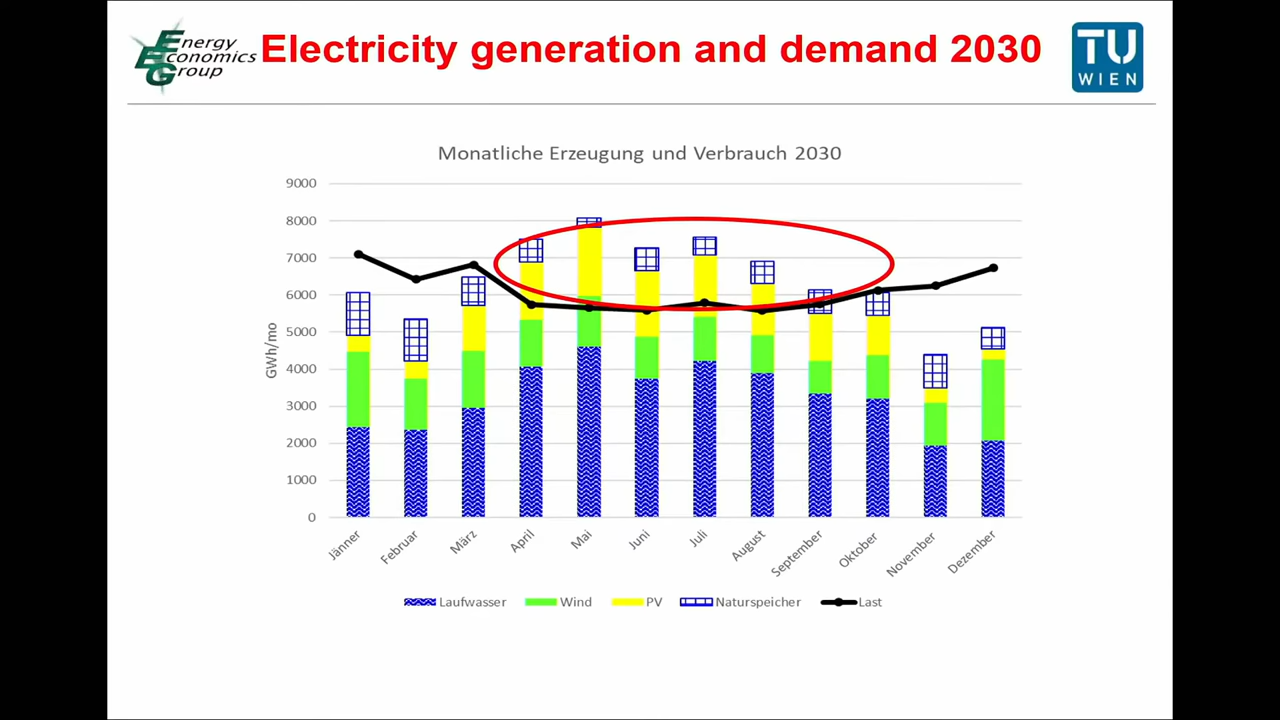 Energy
Economics
Group
Electricity generation and demand 2030
TU
WIEN
Monatliche Erzeugung und Verbrauch 2030
9000
8000
7000
6000
5000
4000
3000
2000
1000
0
GWh/mo
Jänner
Februar
März
April
Mai
Juni
Juli
August
September
Oktober
November
Dezember
Laufwasser
Wind
PV
Naturspeicher
Last